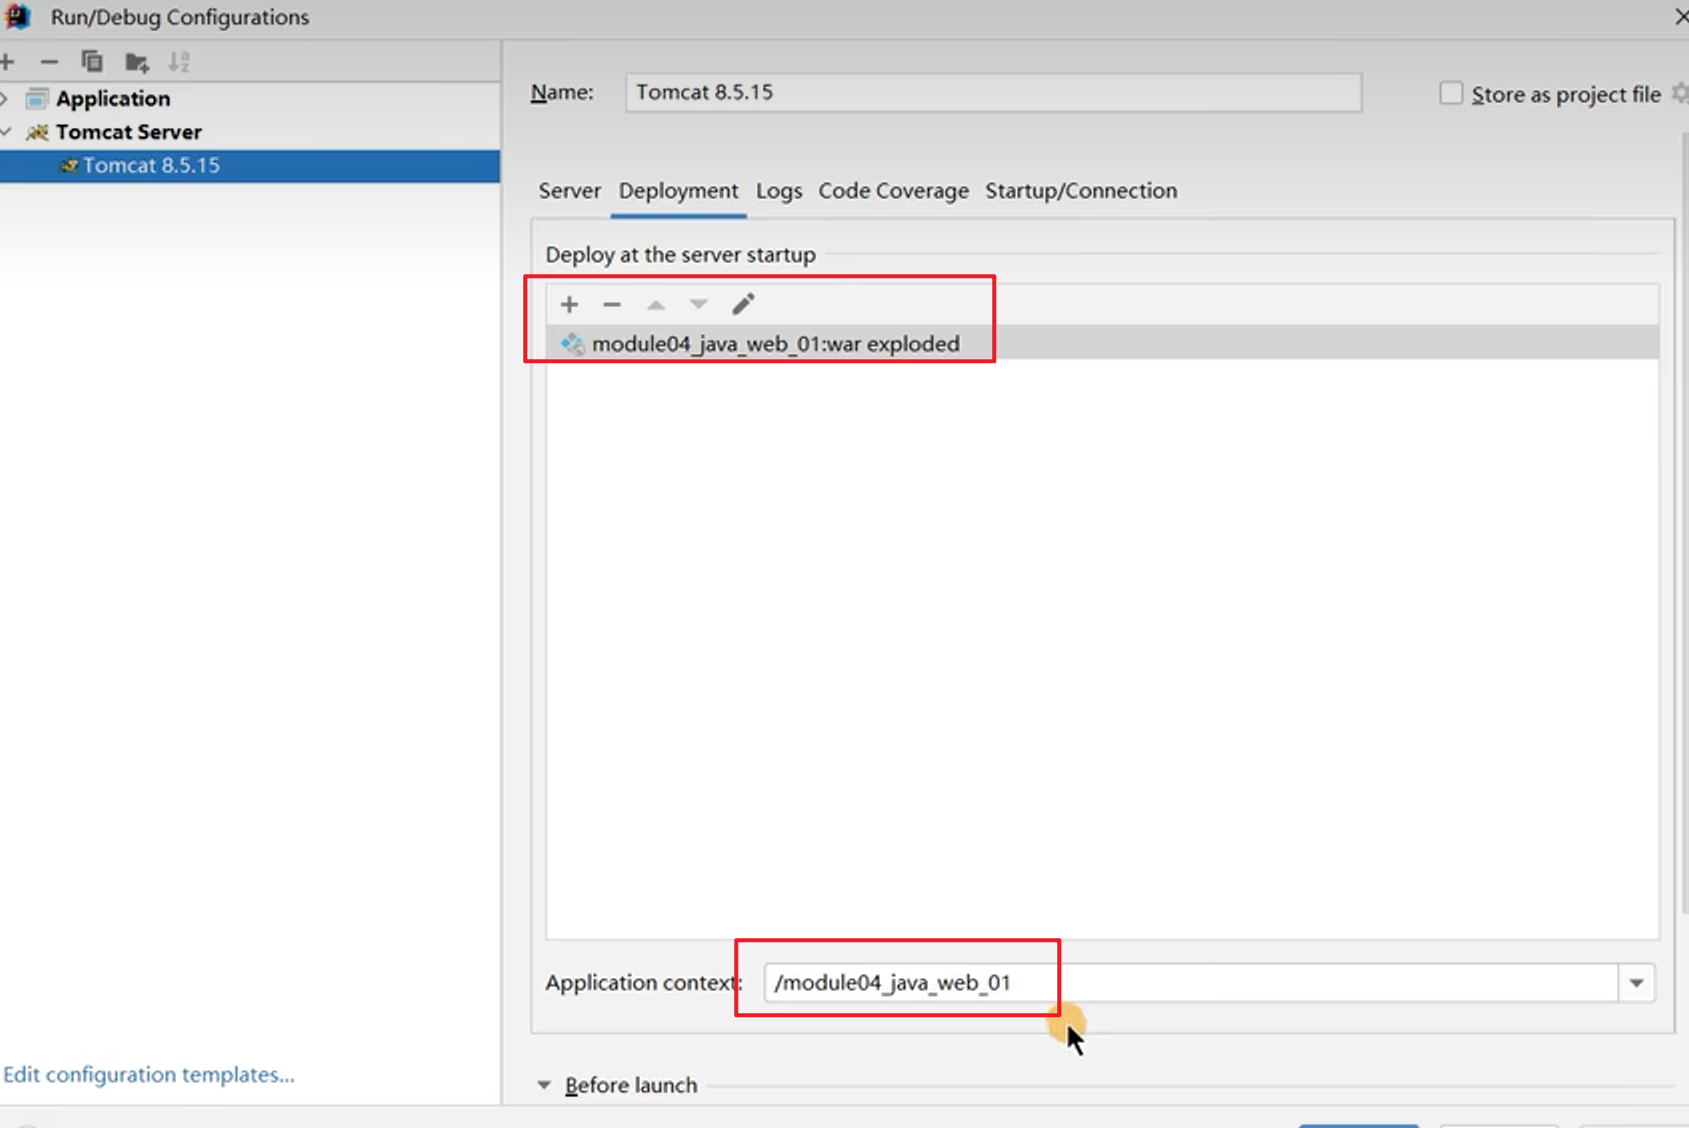 Run/Debug Configurations
Application
Tomcat Server
Tomcat 8.5.15
Edit configuration templates...
Name: Tomcat 8.5.15
Store as project file
Server Deployment Logs Code Coverage Startup/Connection
Deploy at the server startup
module04_java_web_01:war exploded
Application context: /module04_java_web_01
Before launch